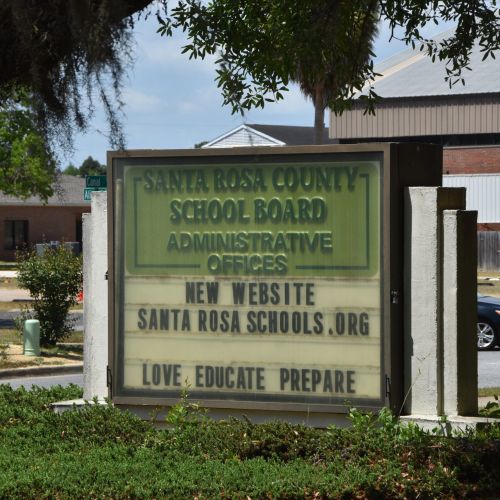 SANTA ROSA COUNTY
SCHOOL BOARD
ADMINISTRATIVE
OFFICES
NEW WEBSITE
SANTA ROSA SCHOOLS.ORG
LOVE EDUCATE PREPARE